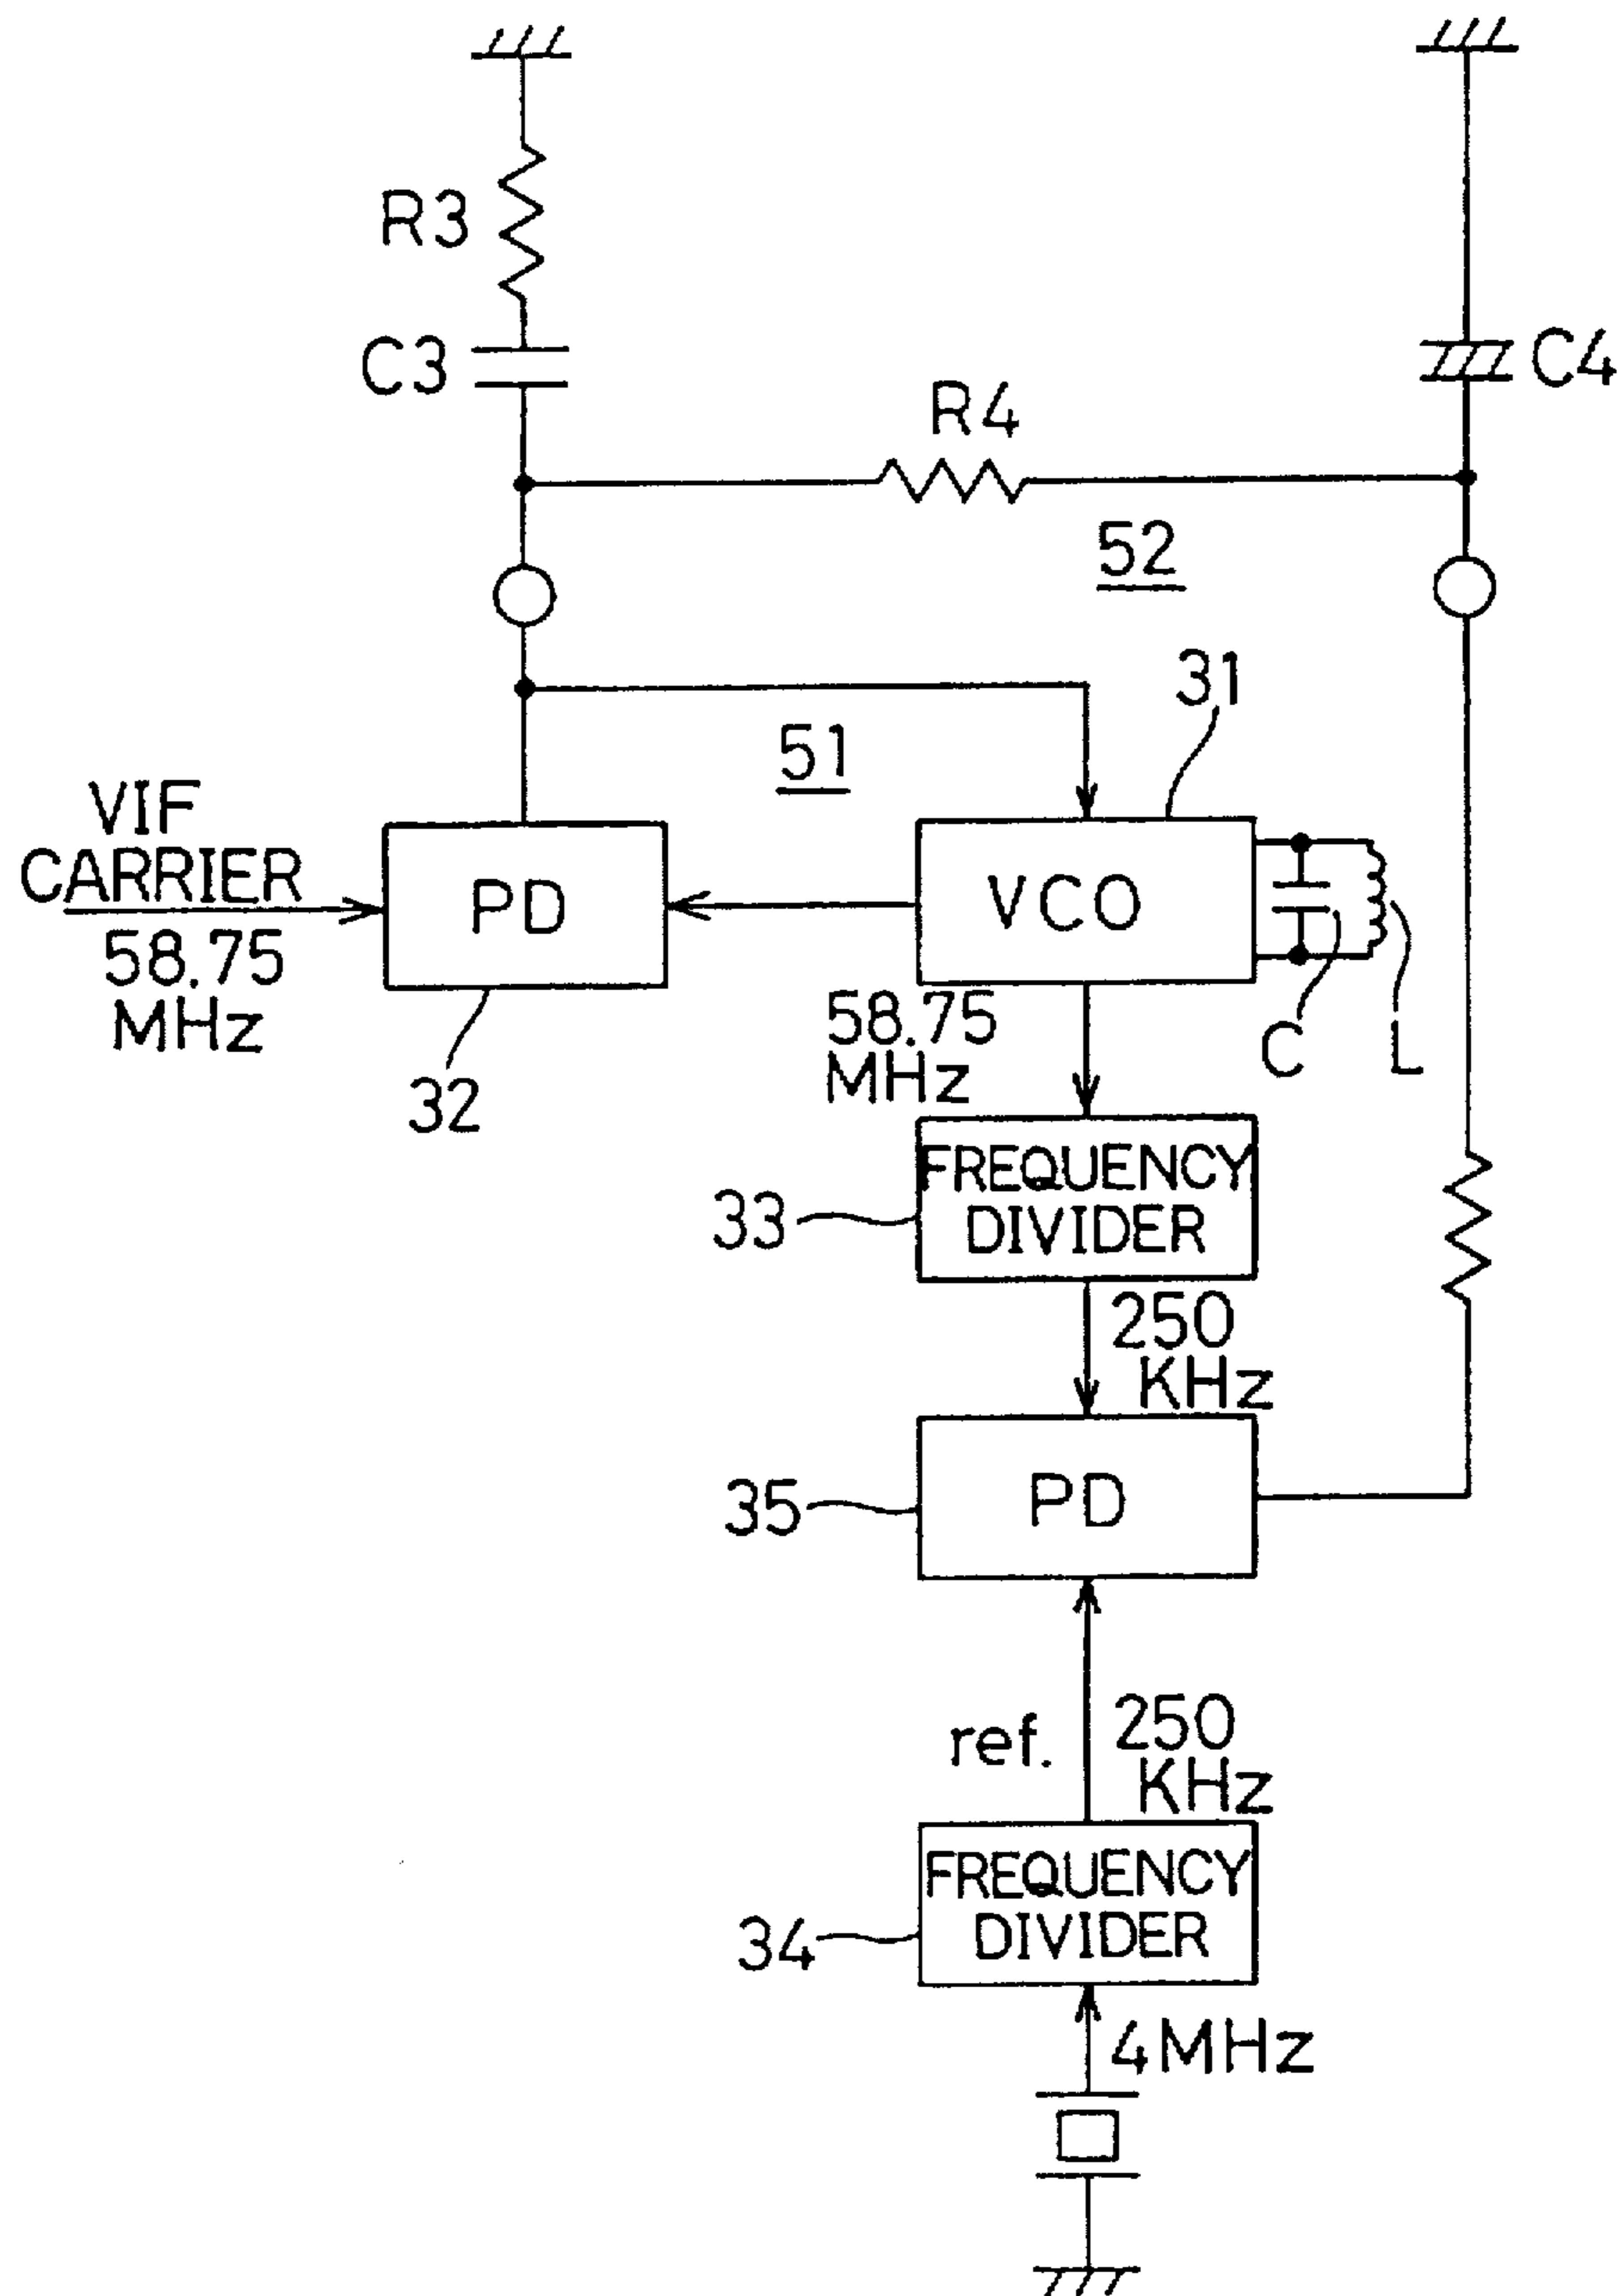 R3
C3
C4
R4
52
31
51
VIF
CARRIER
58.75
MHz
PD
VCO
32
58.75
MHz
C
L
FREQUENCY
DIVIDER
33
250
KHz
PD
35
ref.
250
KHz
FREQUENCY
DIVIDER
34
4MHz